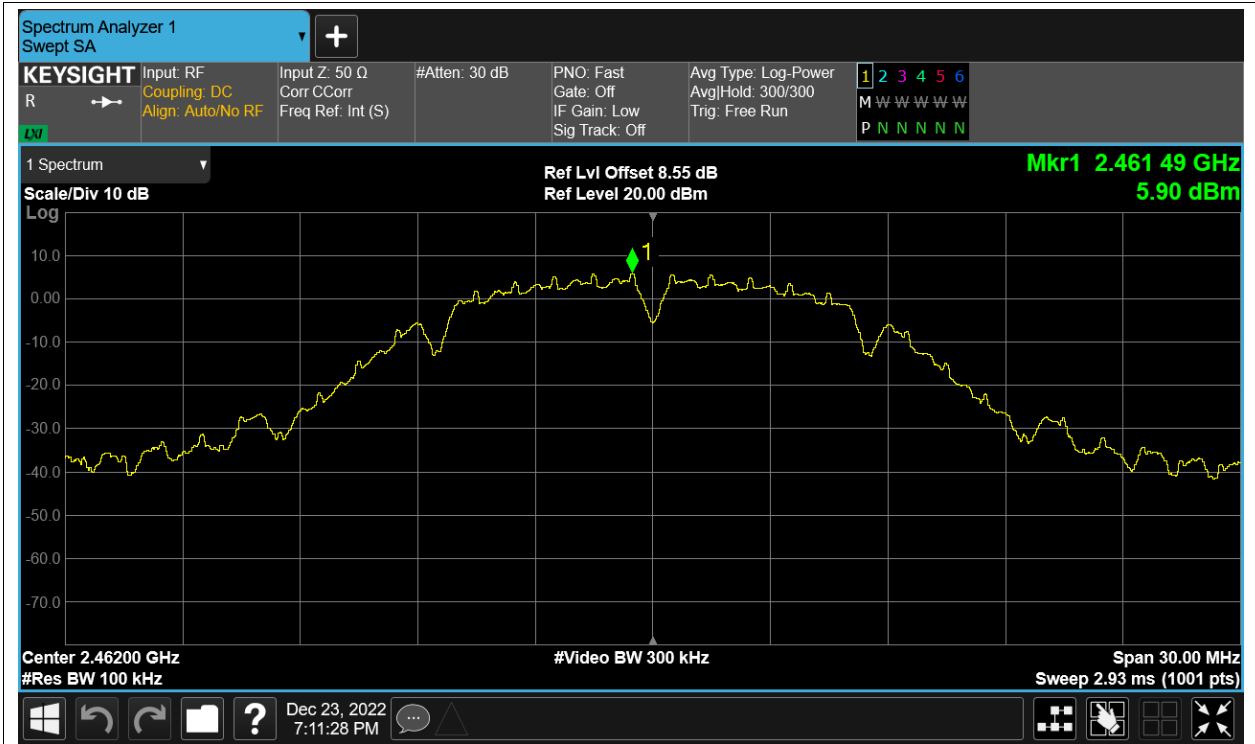 Spectrum Analyzer 1
Swept SA
KEYSIGHT
R
LXI
Input: RF
Coupling: DC
Align: Auto/No RF
Input Z: 50 Ω
Corr CCorr
Freq Ref: Int (S)
#Atten: 30 dB
PNO: Fast
Gate: Off
IF Gain: Low
Sig Track: Off
Avg Type: Log-Power
Avg|Hold: 300/300
Trig: Free Run
1 2 3 4 5 6
M W W W W W
P N N N N N
1 Spectrum
Scale/Div 10 dB
Log
Ref Lvl Offset 8.55 dB
Ref Level 20.00 dBm
Mkr1 2.461 49 GHz
5.90 dBm
1
10.0
0.00
-10.0
-20.0
-30.0
-40.0
-50.0
-60.0
-70.0
Center 2.46200 GHz
#Res BW 100 kHz
#Video BW 300 kHz
Span 30.00 MHz
Sweep 2.93 ms (1001 pts)
?
Dec 23, 2022
7:11:28 PM